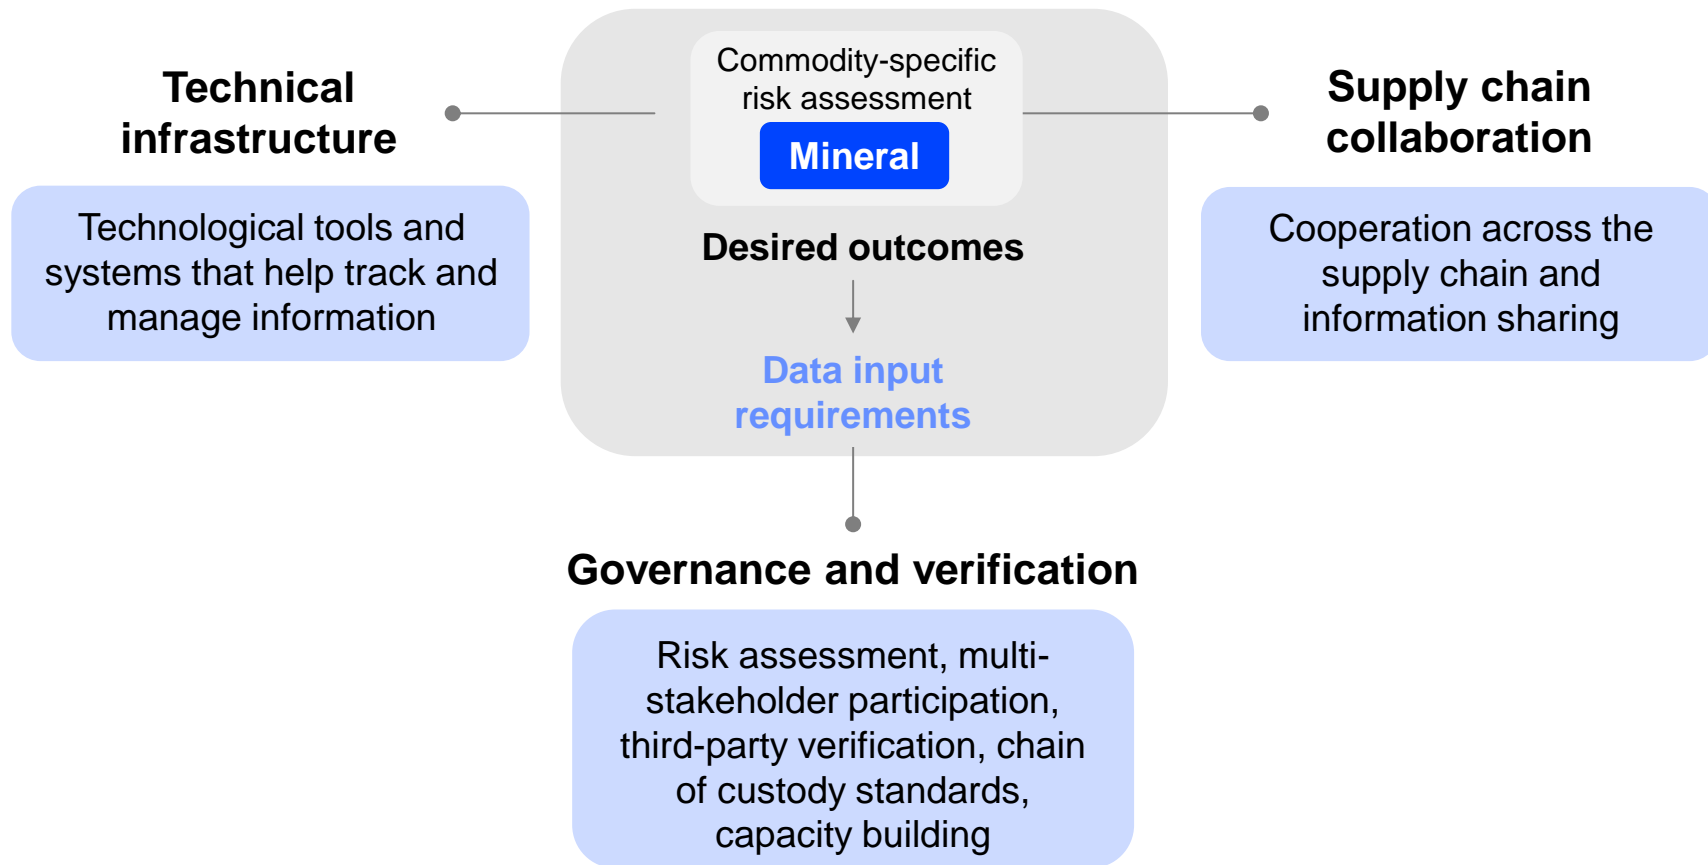 Technical
infrastructure
Technological tools and
systems that help track and
manage information
Commodity-specific
risk assessment
Mineral
Desired outcomes
Data input
requirements
Supply chain
collaboration
Cooperation across the
supply chain and
information sharing
Governance and verification
Risk assessment, multi-
stakeholder participation,
third-party verification, chain
of custody standards,
capacity building